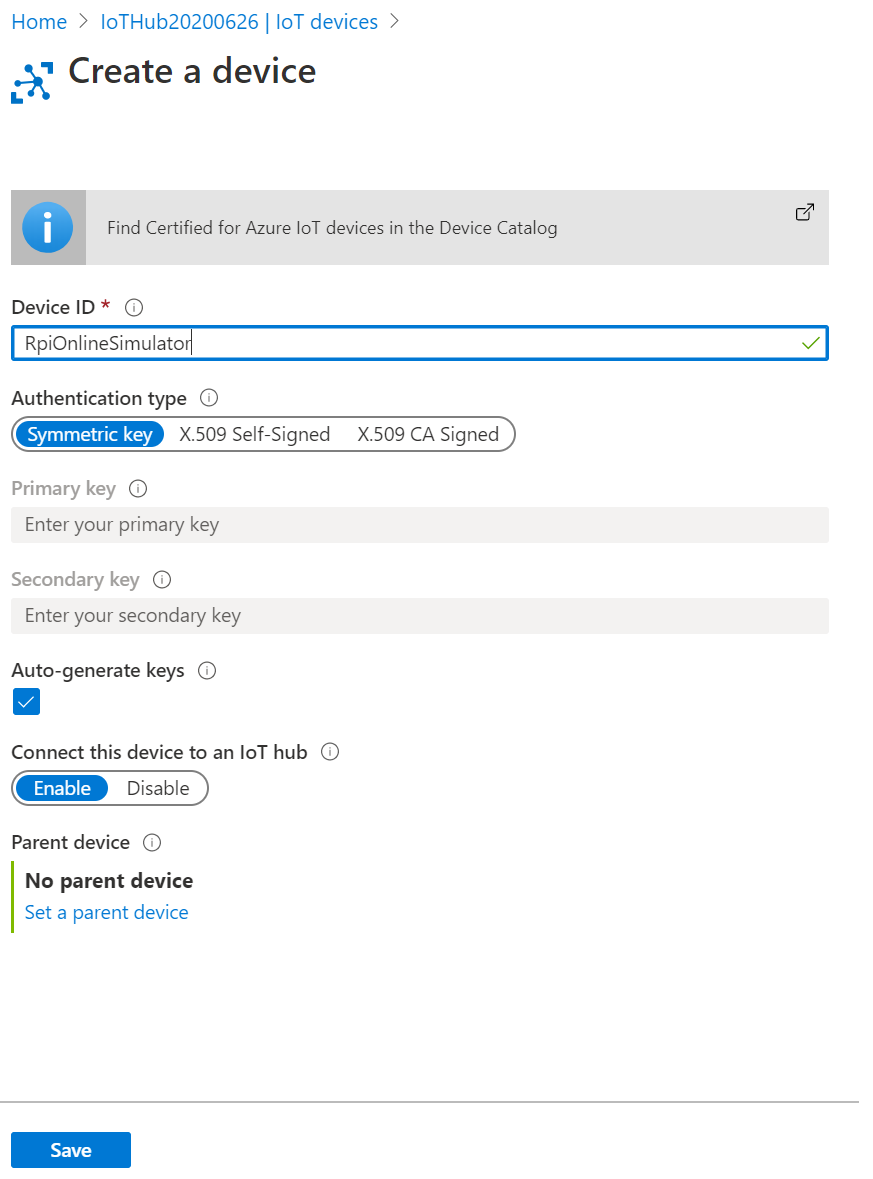 Home > IoTHub20200626 | IoT devices >
Create a device
Find Certified for Azure IoT devices in the Device Catalog
Device ID *
RpiOnlineSimulator
Authentication type
Symmetric key X.509 Self-Signed X.509 CA Signed
Primary key
Enter your primary key
Secondary key
Enter your secondary key
Auto-generate keys
Connect this device to an IoT hub
Enable Disable
Parent device
No parent device
Set a parent device
Save